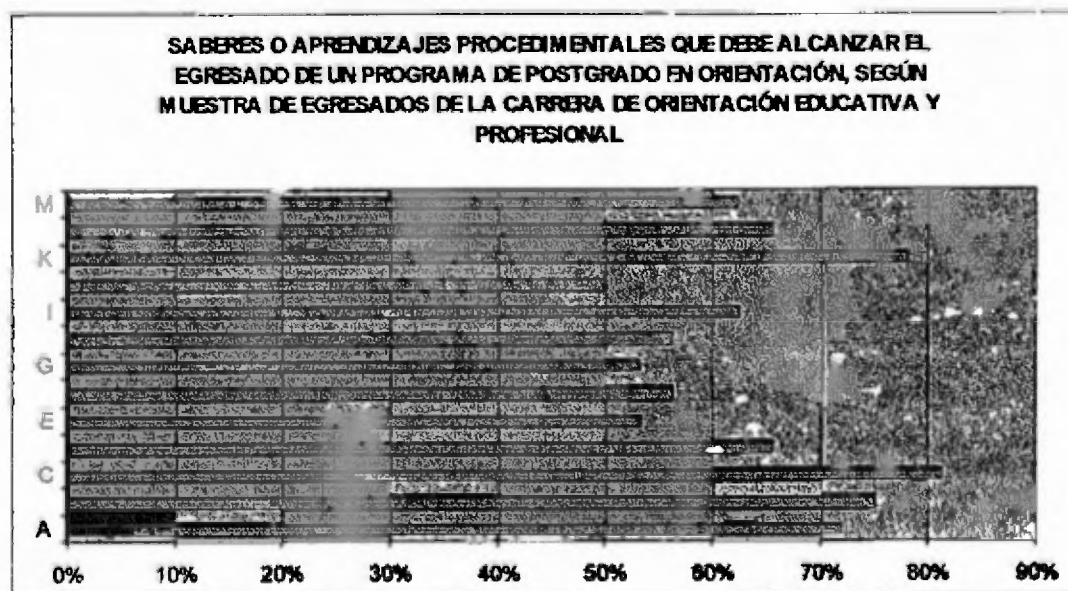 SABERES O APRENDIZAJES PROCEDIMENTALES QUE DEBE ALCANZAR EL
EGRESADO DE UN PROGRAMA DE POSTGRADO EN ORIENTACIÓN, SEGÚN
MUESTRA DE EGRESADOS DE LA CARRERA DE ORIENTACIÓN EDUCATIVA Y
PROFESIONAL
M
K
I
G
E
C
A
0% 10% 20% 30% 40% 50% 60% 70% 80% 90%